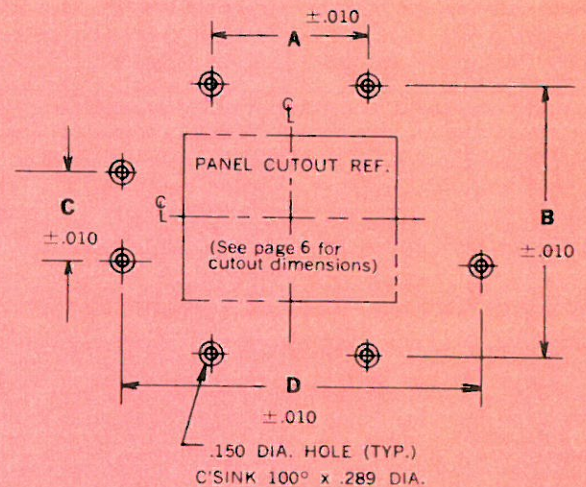 ±.010
A
℄
PANEL CUTOUT REF.
C
℄
B
±.010
(See page 6 for
cutout dimensions)
±.010
D
±.010
.150 DIA. HOLE (TYP.)
C'SINK 100° x .289 DIA.